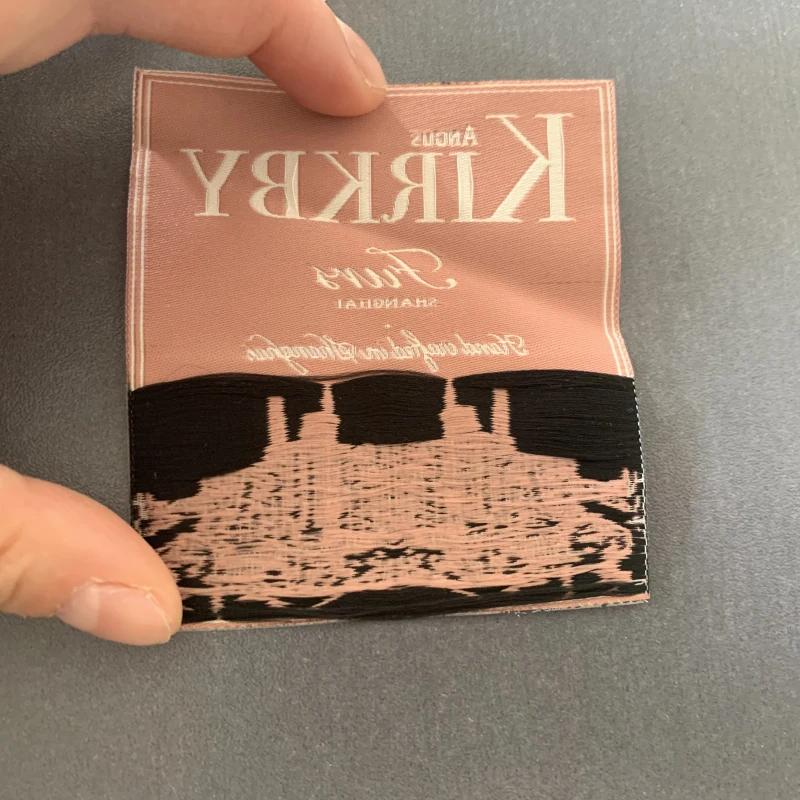 ANGUS
KIRKBY
Furs
SHANGHAI
Hand crafted in Shanghai